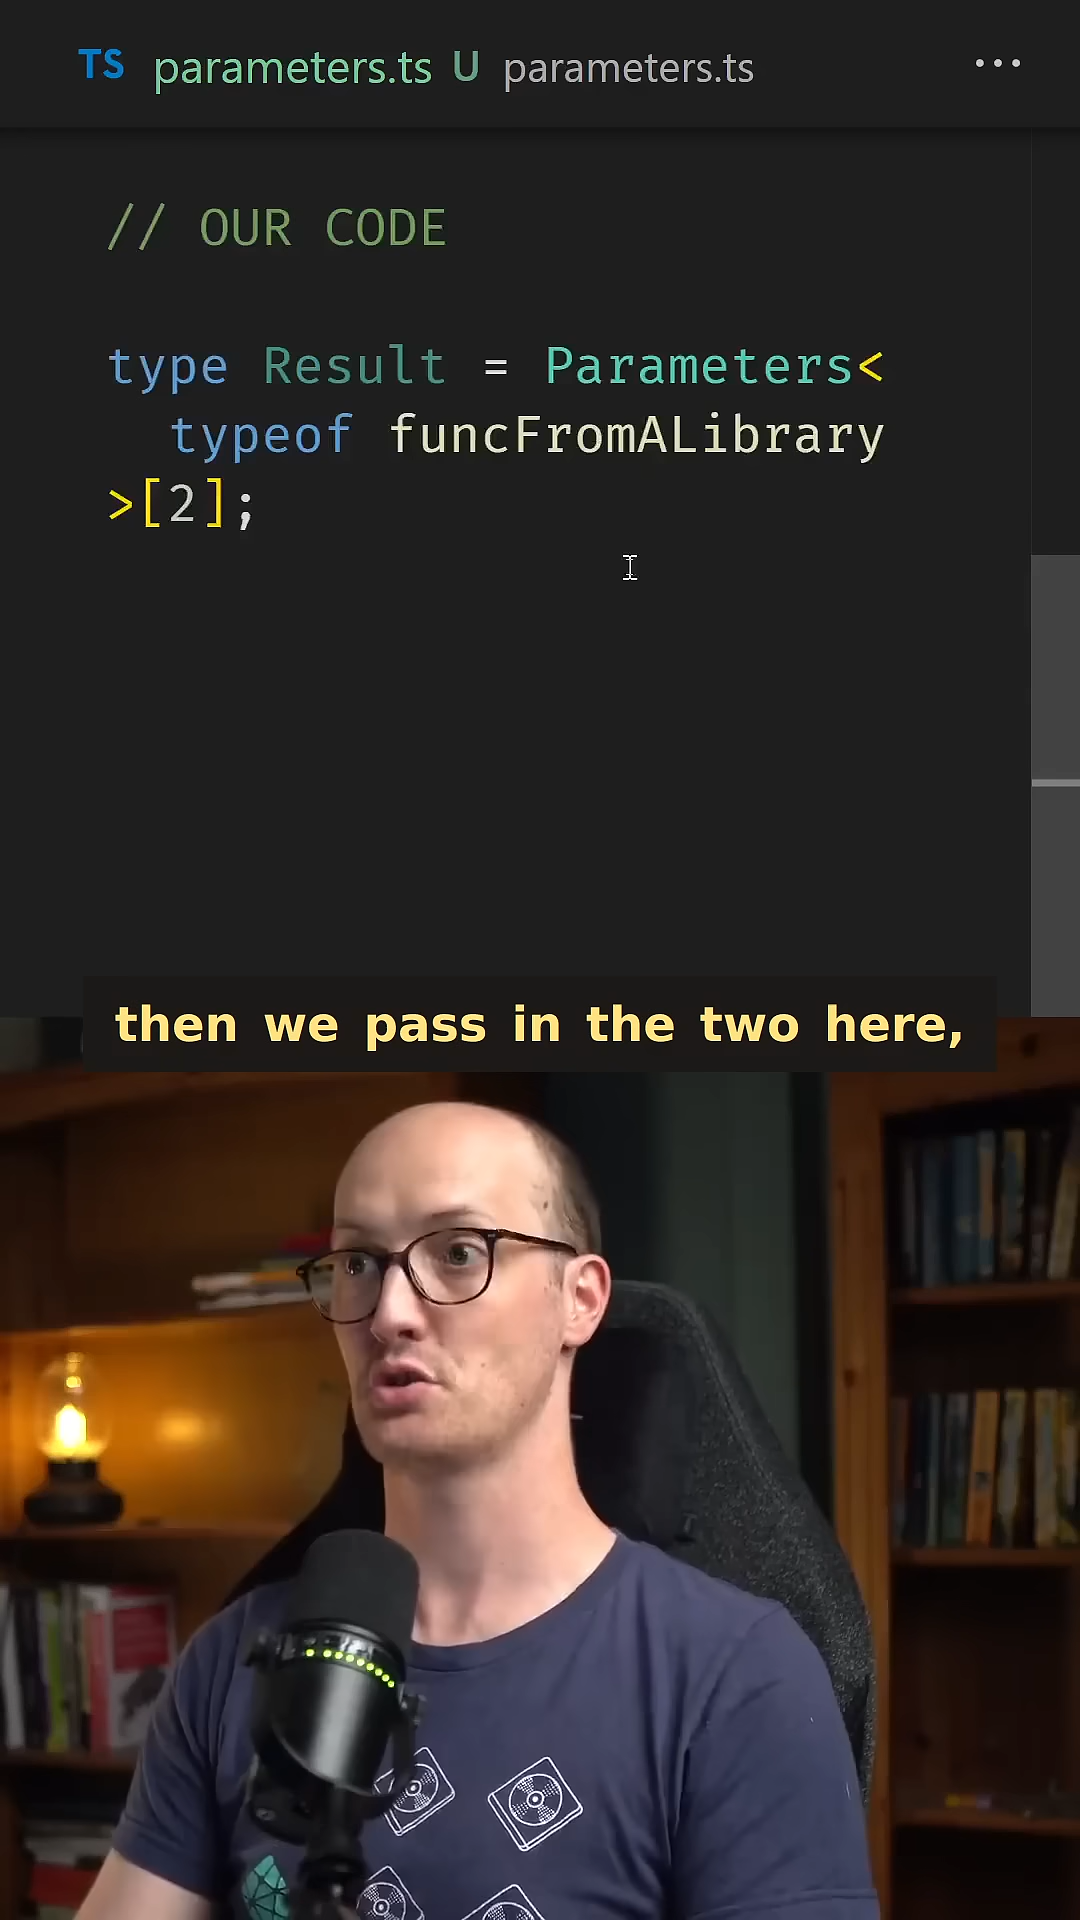 TS parameters.ts U parameters.ts ...
// OUR CODE
type Result = Parameters<
typeof funcFromALibrary
>[2];
then we pass in the two here,